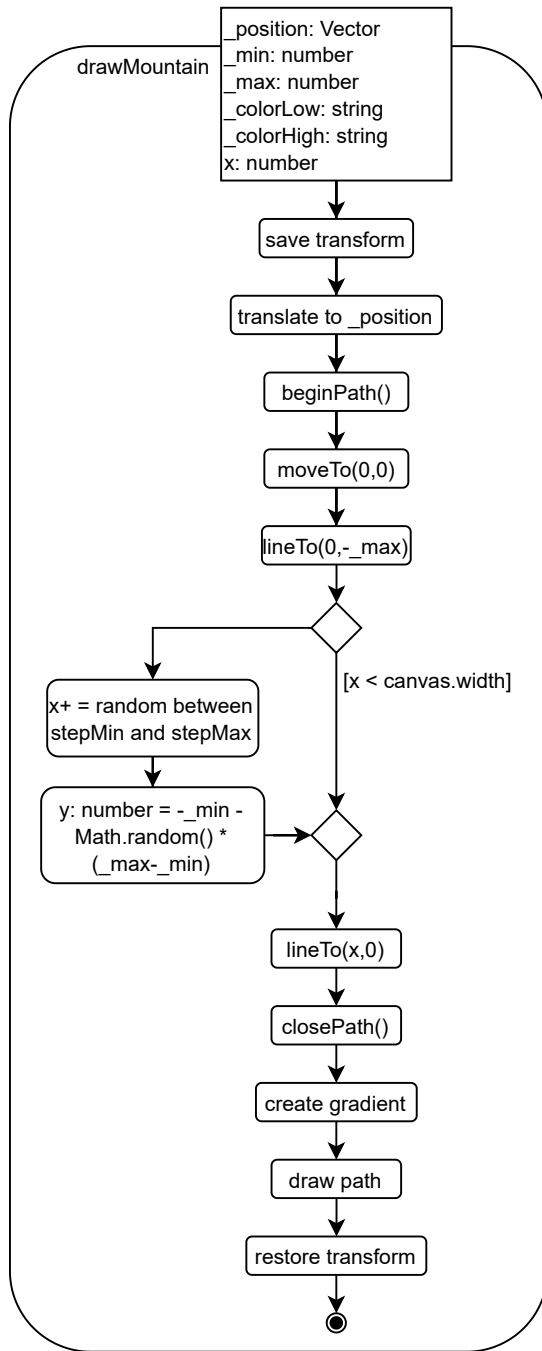 drawMountain
_position: Vector
_min: number
_max: number
_colorLow: string
_colorHigh: string
x: number
save transform
translate to _position
beginPath()
moveTo(0,0)
lineTo(0,-_max)
[x < canvas.width]
x+ = random between
stepMin and stepMax
y: number = -_min -
Math.random() *
(_max-_min)
lineTo(x,0)
closePath()
create gradient
draw path
restore transform